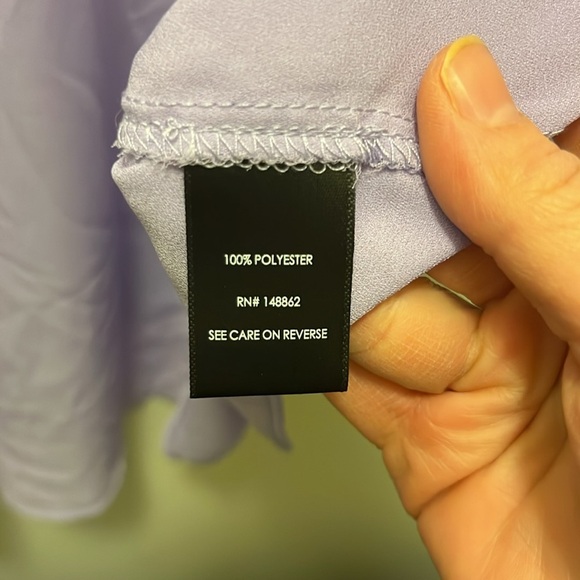 100% POLYESTER
RN# 148862
SEE CARE ON REVERSE